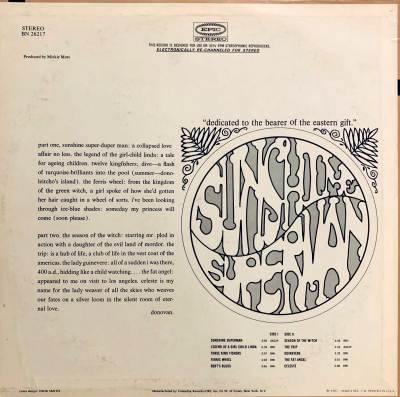 STEREO
BN 26217
EPIC
STEREO
THIS RECORD IS DESIGNED FOR USE ON 33⅓ RPM STEREOPHONIC REPRODUCERS.
ELECTRONICALLY RE-CHANNELED FOR STEREO
Produced by Mickie Most
"dedicated to the bearer of the eastern gift."
part one, sunshine super-duper man: a collapsed love
affair no less. the legend of the girl-child linda: a tale
for ageing children. twelve kingfishers: dive—a flash
of turquoise-brilliants into the pool (summer—dono-
leitcho's island). the ferris wheel: from the kingdom
of the green witch, a gipsy spoke of how she'd gotten
her hair caught in a wheel of sorts. i've been looking
through ice-blue shades: someday my princess will
come (soon please).
part two. the season of the witch: starring mr. pled in
action with a daughter of the evil land of mordor. the
trip: is a hub of life, a club in the west coat of the
americas. the lady guinevere: all of a sudden i was there,
400 a.d., hidding like a child watching.... the fat angel:
appeared to me on visit to los angeles. celeste is my
name for the lady weaver of all the skies who weaves
our fates on a silver loom in the silent room of eter-
nal love.
donovan.
SUNSHINE
SUPERMAN
SIDE I
SUNSHINE SUPERMAN
LEGEND OF A GIRL CHILD LINDA
THREE KING FISHERS
FERRIS WHEEL
BERT'S BLUES
SIDE II
SEASON OF THE WITCH
THE TRIP
GUINEVERE
THE FAT ANGEL
CELESTE